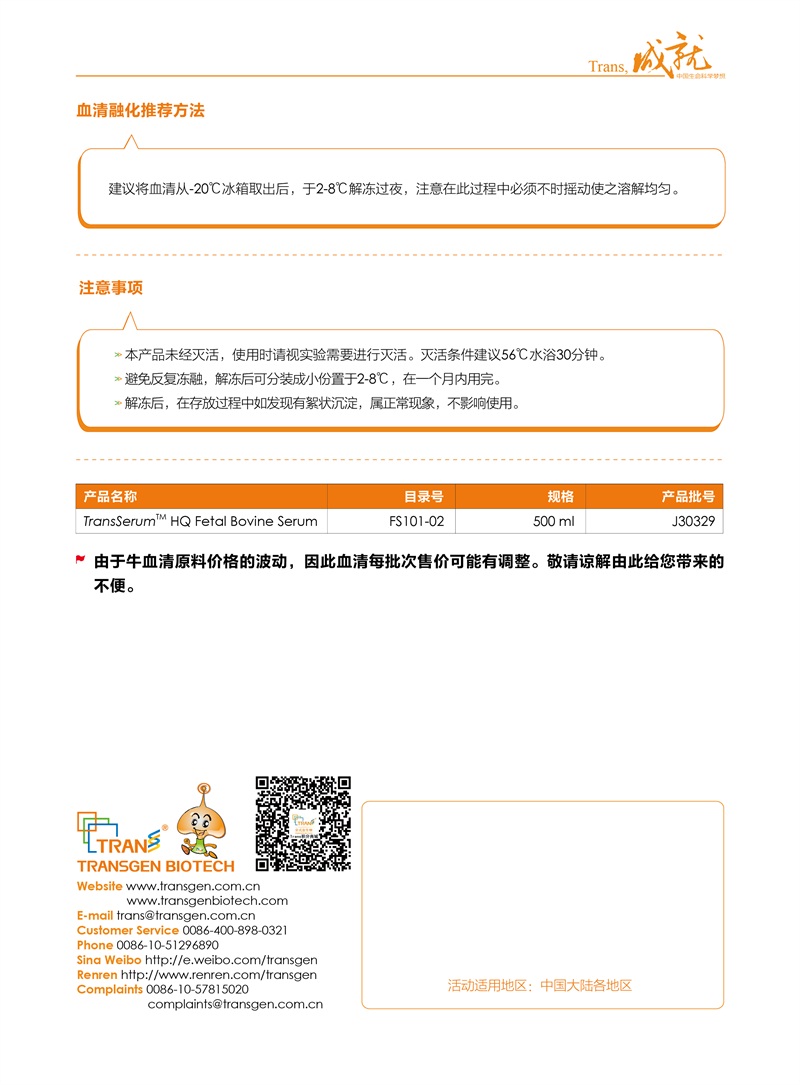 Trans, 成就
中国生命科学梦想
血清融化推荐方法
建议将血清从-20℃冰箱取出后，于2-8℃解冻过夜，注意在此过程中必须不时摇动使之溶解均匀。
注意事项
>> 本产品未经灭活，使用时请视实验需要进行灭活。灭活条件建议56℃水浴30分钟。
>> 避免反复冻融，解冻后可分装成小份置于2-8℃，在一个月内用完。
>> 解冻后，在存放过程中如发现有絮状沉淀，属正常现象，不影响使用。
产品名称 目录号 规格 产品批号
TransSerum™ HQ Fetal Bovine Serum FS101-02 500 ml J30329
由于牛血清原料价格的波动，因此血清每批次售价可能有调整。敬请谅解由此给您带来的
不便。
TRANS®
TRANSGEN BIOTECH
Website www.transgen.com.cn
www.transgenbiotech.com
E-mail trans@transgen.com.cn
Customer Service 0086-400-898-0321
Phone 0086-10-51296890
Sina Weibo http://e.weibo.com/transgen
Renren http://www.renren.com/transgen
Complaints 0086-10-57815020
complaints@transgen.com.cn
TRANS
活动适用地区：中国大陆各地区